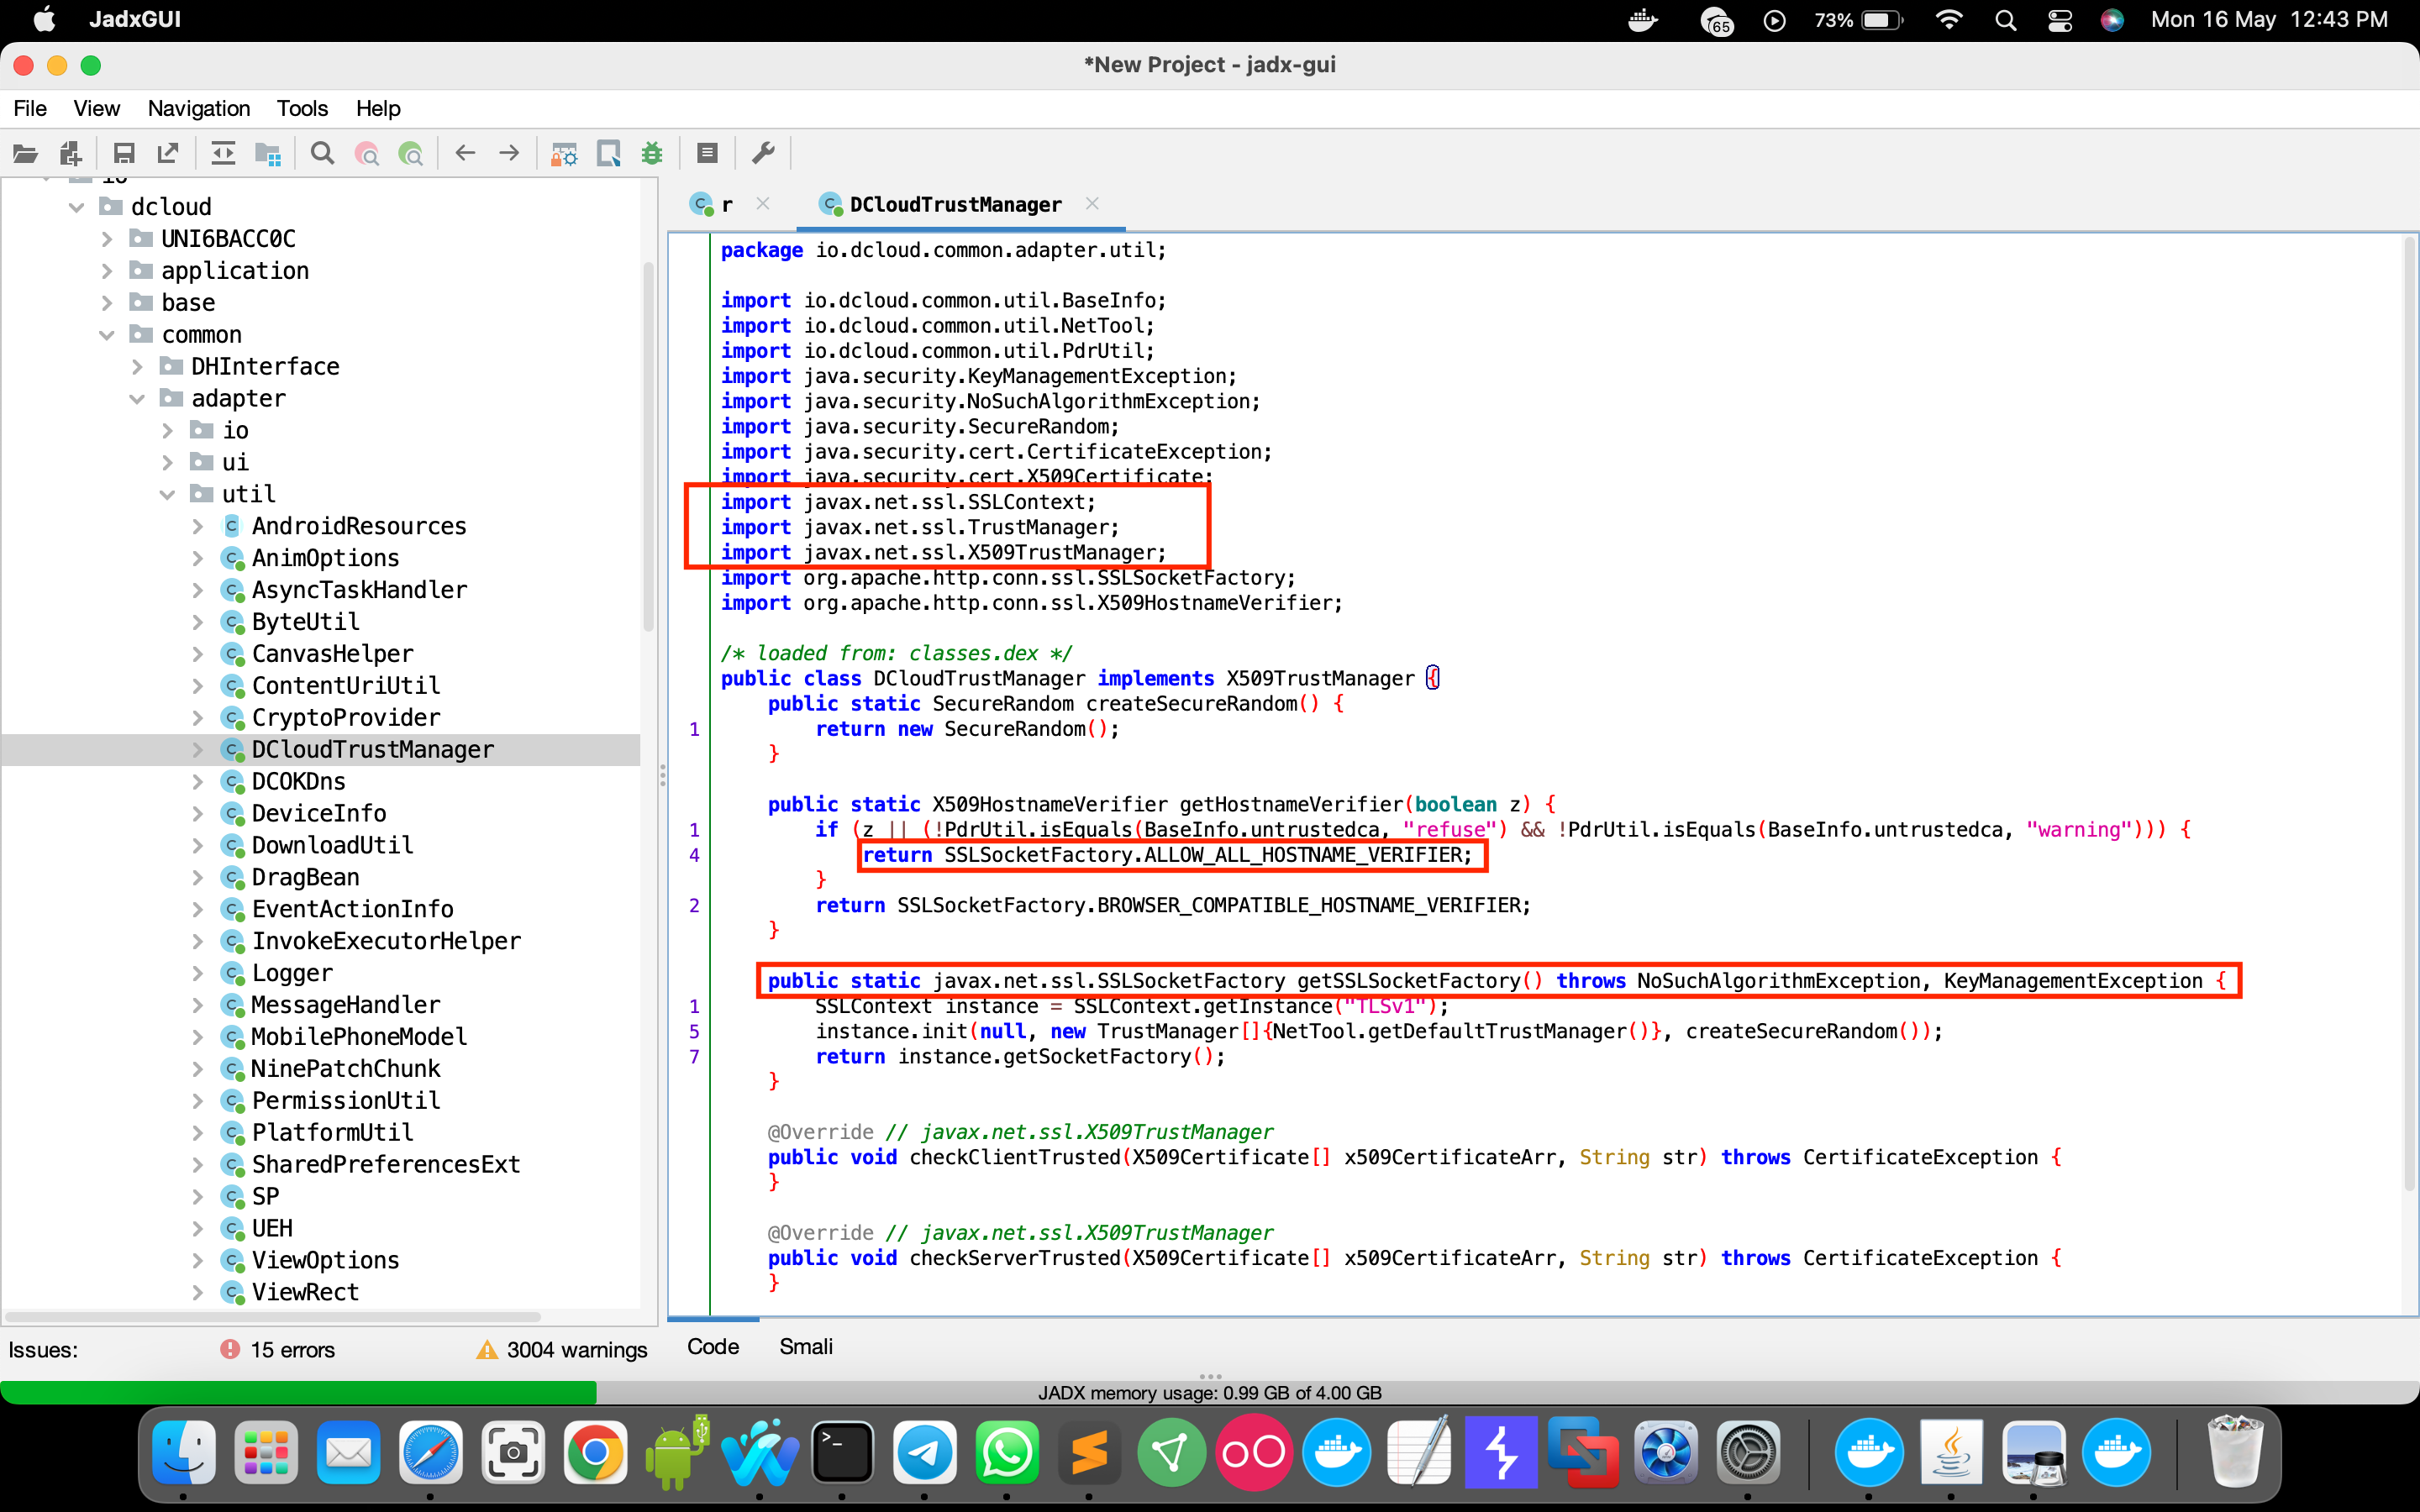 JadxGUI
65
73%
Mon 16 May 12:43 PM
*New Project - jadx-gui
File View Navigation Tools Help
dcloud
UNI6BACC0C
application
base
common
DHInterface
adapter
io
ui
util
AndroidResources
AnimOptions
AsyncTaskHandler
ByteUtil
CanvasHelper
ContentUriUtil
CryptoProvider
DCloudTrustManager
DCOKDns
DeviceInfo
DownloadUtil
DragBean
EventActionInfo
InvokeExecutorHelper
Logger
MessageHandler
MobilePhoneModel
NinePatchChunk
PermissionUtil
PlatformUtil
SharedPreferencesExt
SP
UEH
ViewOptions
ViewRect
r DCloudTrustManager
package io.dcloud.common.adapter.util;
import io.dcloud.common.util.BaseInfo;
import io.dcloud.common.util.NetTool;
import io.dcloud.common.util.PdrUtil;
import java.security.KeyManagementException;
import java.security.NoSuchAlgorithmException;
import java.security.SecureRandom;
import java.security.cert.CertificateException;
import java.security.cert.X509Certificate;
import javax.net.ssl.SSLContext;
import javax.net.ssl.TrustManager;
import javax.net.ssl.X509TrustManager;
import org.apache.http.conn.ssl.SSLSocketFactory;
import org.apache.http.conn.ssl.X509HostnameVerifier;
/* loaded from: classes.dex */
public class DCloudTrustManager implements X509TrustManager {
public static SecureRandom createSecureRandom() {
1 return new SecureRandom();
}
public static X509HostnameVerifier getHostnameVerifier(boolean z) {
1 if (z || (!PdrUtil.isEquals(BaseInfo.untrustedca, "refuse") && !PdrUtil.isEquals(BaseInfo.untrustedca, "warning"))) {
4 return SSLSocketFactory.ALLOW_ALL_HOSTNAME_VERIFIER;
}
2 return SSLSocketFactory.BROWSER_COMPATIBLE_HOSTNAME_VERIFIER;
}
public static javax.net.ssl.SSLSocketFactory getSSLSocketFactory() throws NoSuchAlgorithmException, KeyManagementException {
1 SSLContext instance = SSLContext.getInstance("TLSv1");
5 instance.init(null, new TrustManager[]{NetTool.getDefaultTrustManager()}, createSecureRandom());
7 return instance.getSocketFactory();
}
@Override // javax.net.ssl.X509TrustManager
public void checkClientTrusted(X509Certificate[] x509CertificateArr, String str) throws CertificateException {
}
@Override // javax.net.ssl.X509TrustManager
public void checkServerTrusted(X509Certificate[] x509CertificateArr, String str) throws CertificateException {
}
Issues: 15 errors 3004 warnings
Code Smali
JADX memory usage: 0.99 GB of 4.00 GB